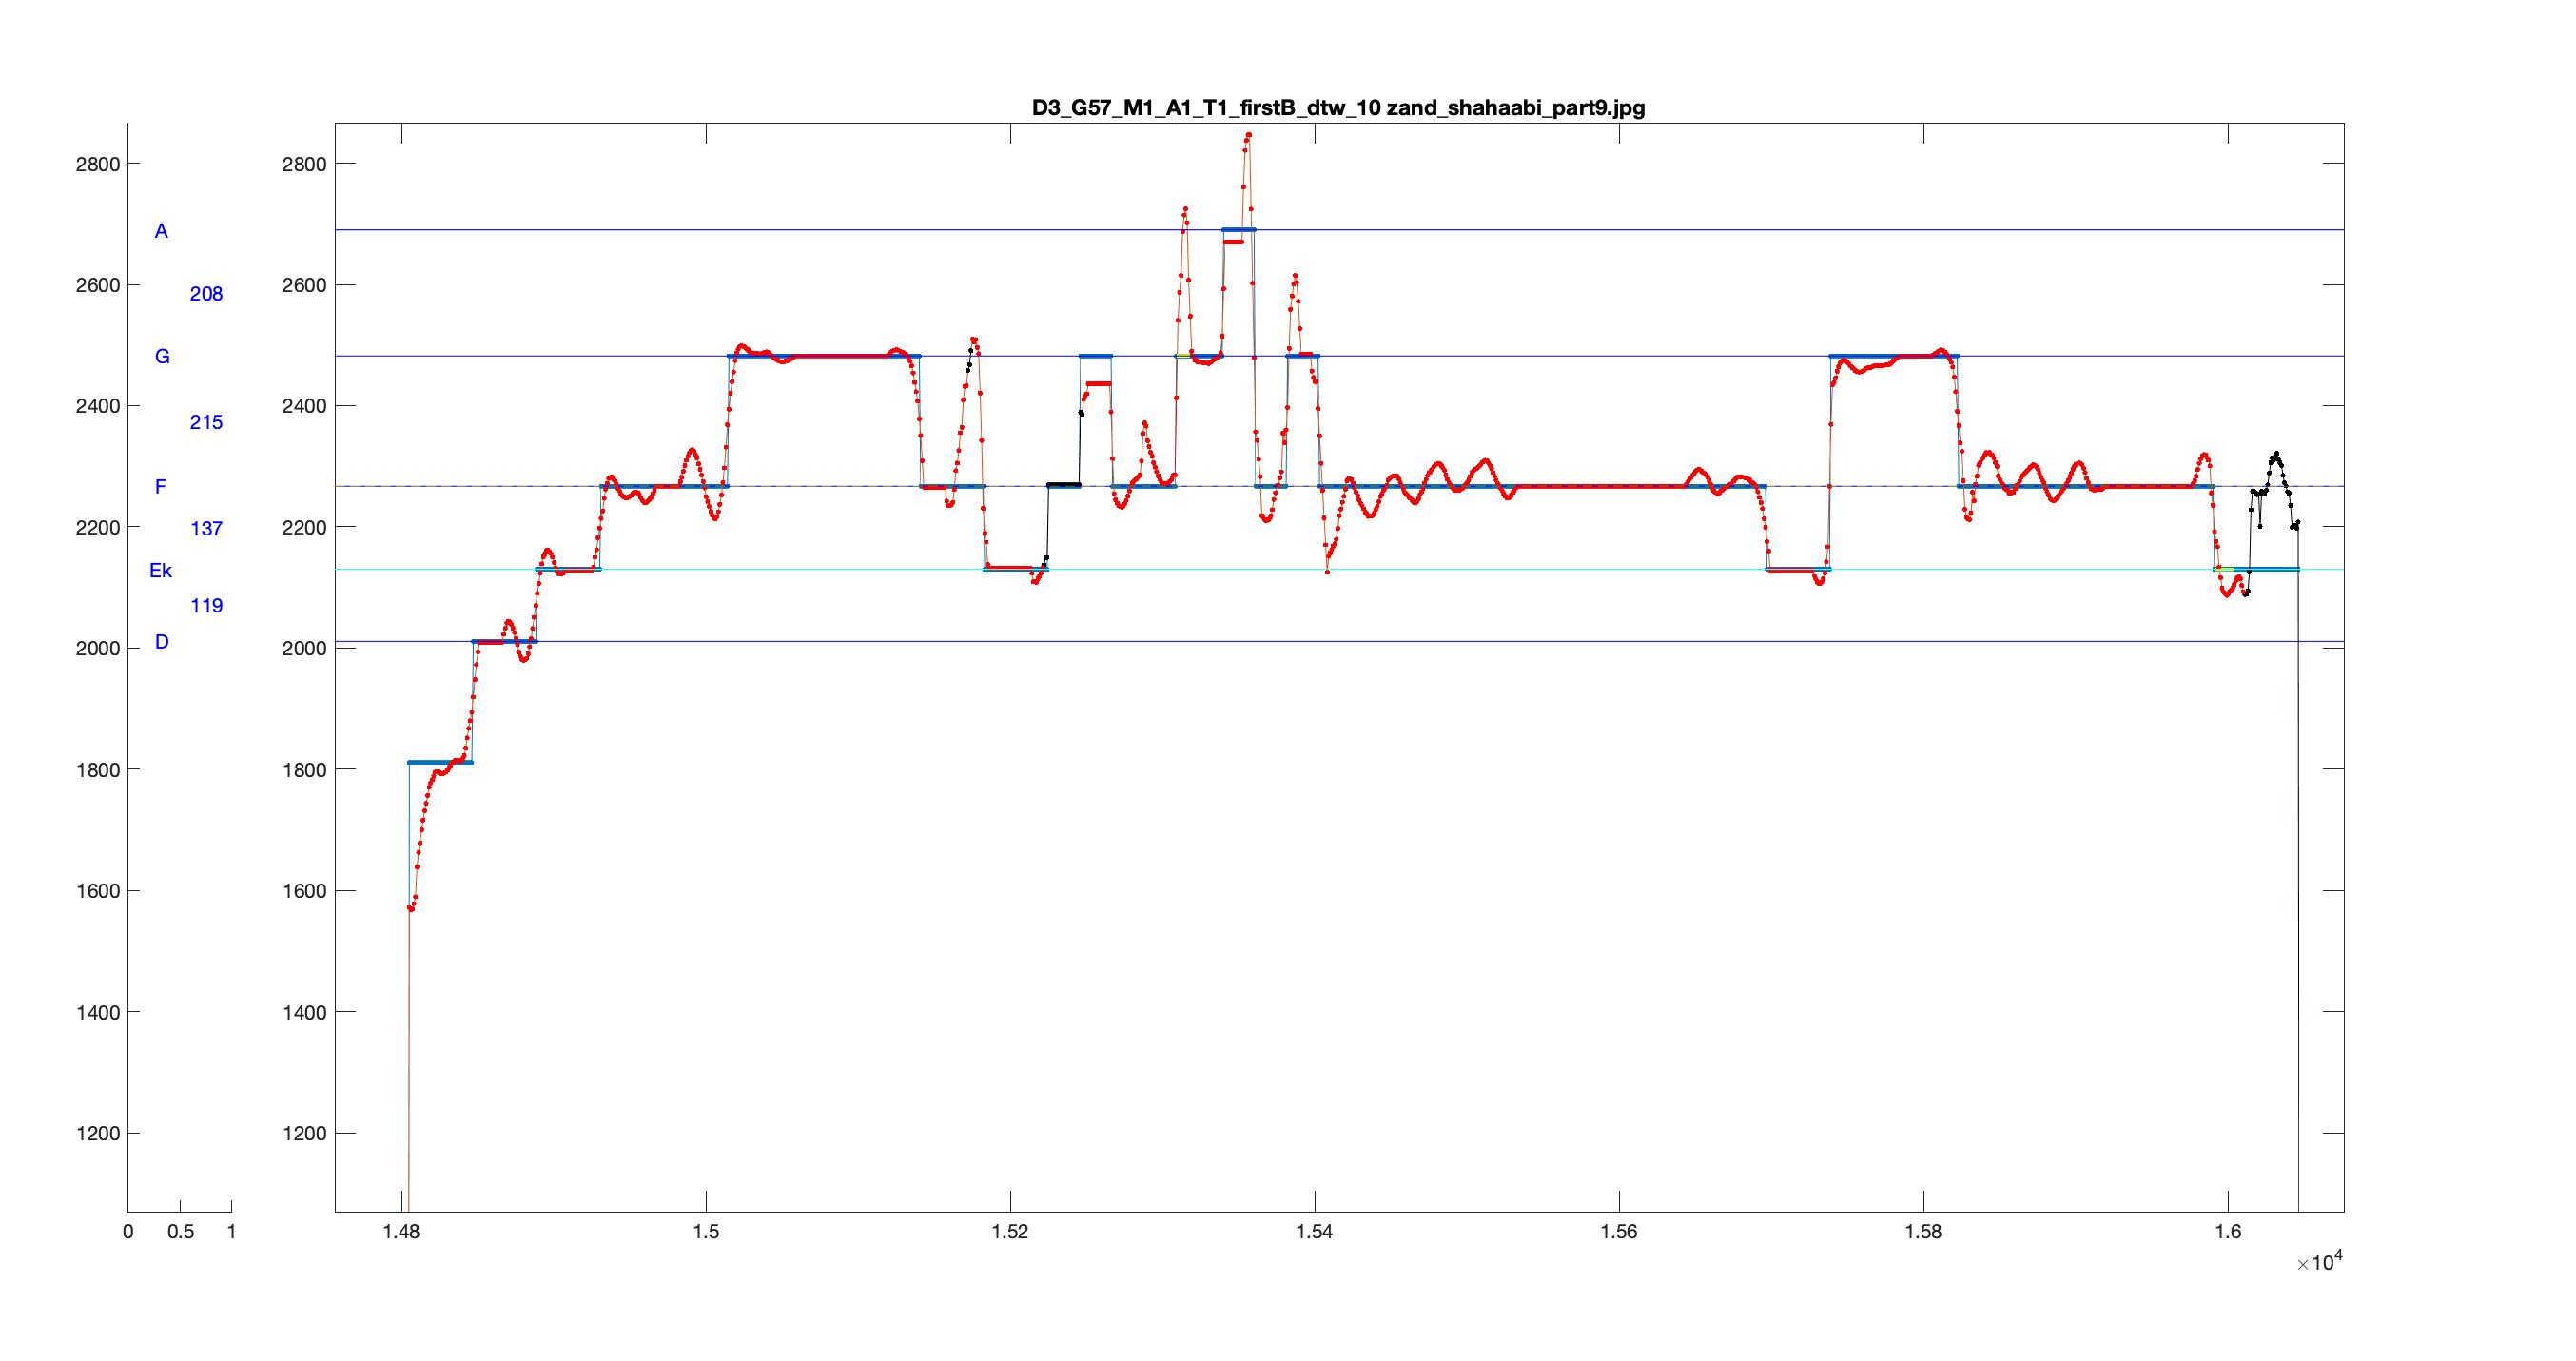 D3_G57_M1_A1_T1_firstB_dtw_10 zand_shahaabi_part9.jpg
2800 2800
A
2600 208 2600
G
2400 215 2400
F
2200 137 2200
Ek
119
2000 D 2000
1800 1800
1600 1600
1400 1400
1200 1200
0 0.5 1 1.48 1.5 1.52 1.54 1.56 1.58 1.6
×10^4